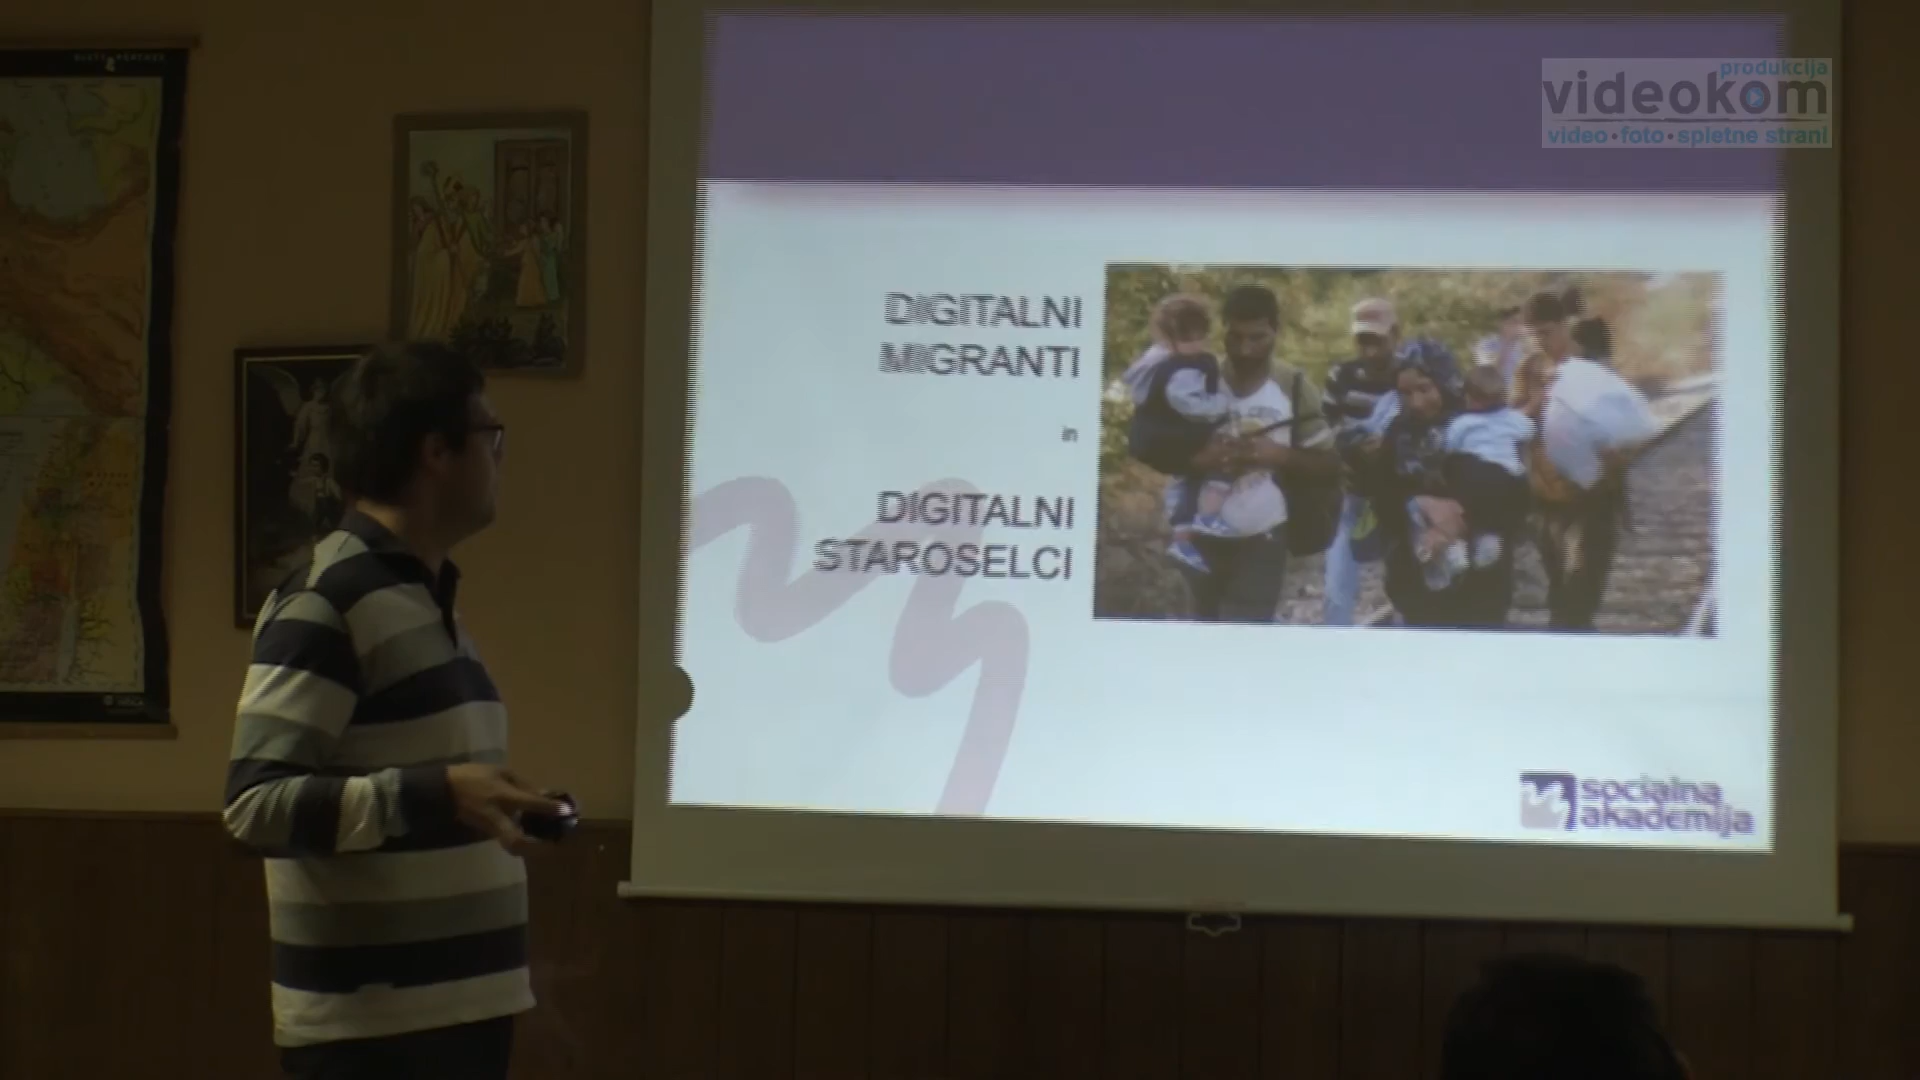 produkcija
videokom
video • foto • spletne strani
DIGITALNI
MIGRANTI
in
DIGITALNI
STAROSELCI
socialna
akademija